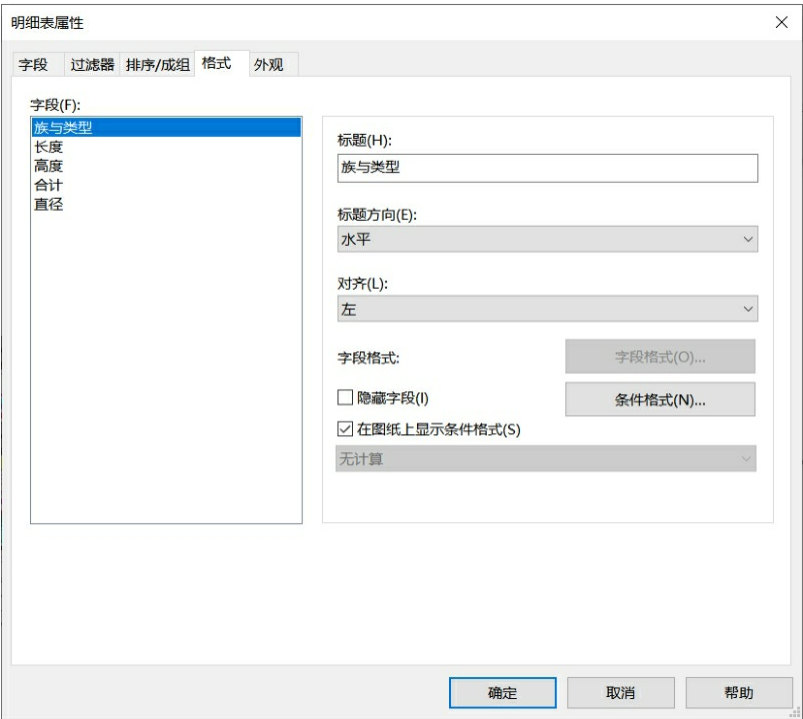 明细表属性
字段 过滤器 排序/成组 格式 外观
字段(F):
族与类型
长度
高度
合计
直径
标题(H):
族与类型
标题方向(E):
水平
对齐(L):
左
字段格式: 字段格式(O)...
隐藏字段(I) 条件格式(N)...
在图纸上显示条件格式(S)
无计算
确定 取消 帮助